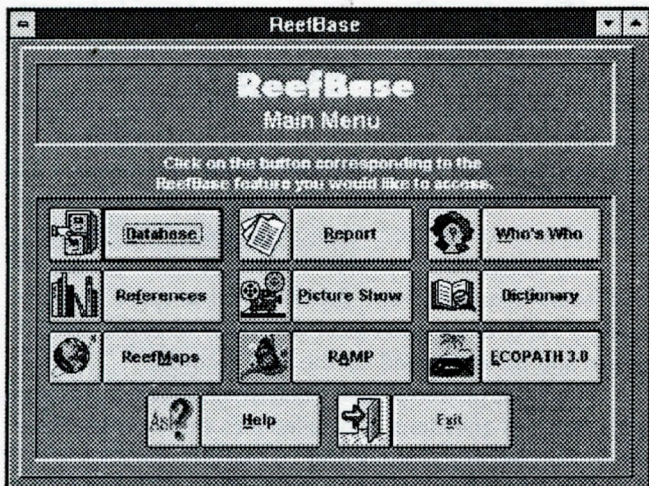 ReefBase
ReefBase
Main Menu
Click on the button corresponding to the
ReefBase feature you would like to access.
Database
Report
Who's Who
References
Picture Show
Dictionary
ReefMaps
RAMP
ECOPATH 3.0
Ask?
Help
Exit